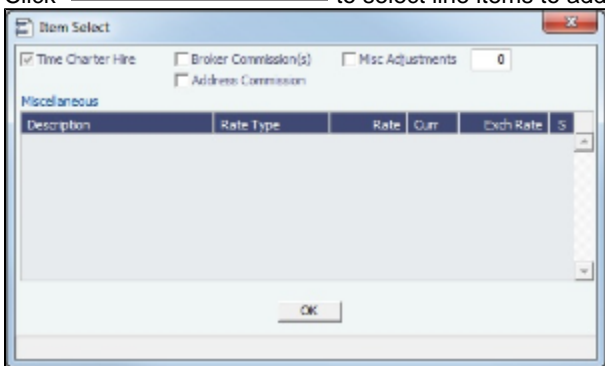 Click to select line items to add
Item Select
Time Charter Hire Broker Commission(s) Misc Adjustments 0
Address Commission
Miscellaneous
Description Rate Type Rate Curr Exch Rate S
OK